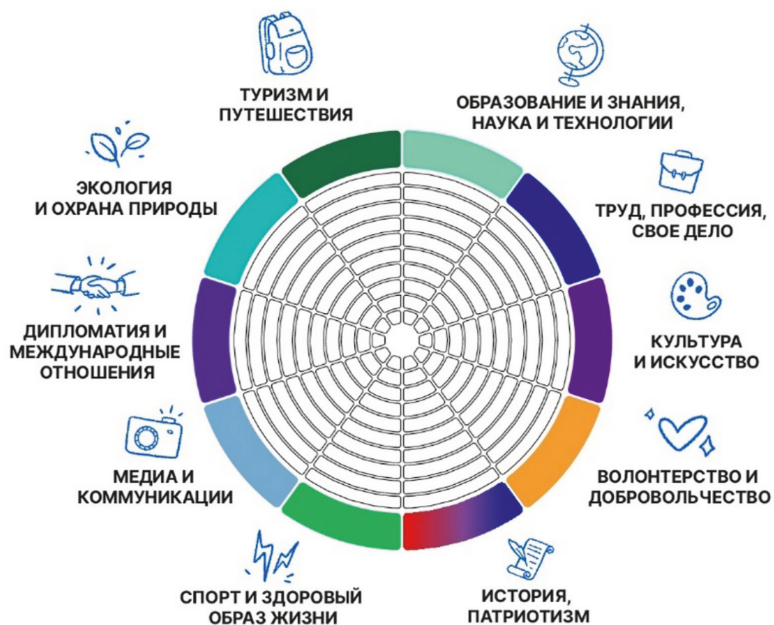 ТУРИЗМ И
ПУТЕШЕСТВИЯ
ОБРАЗОВАНИЕ И ЗНАНИЯ,
НАУКА И ТЕХНОЛОГИИ
ЭКОЛОГИЯ
И ОХРАНА ПРИРОДЫ
ТРУД, ПРОФЕССИЯ,
СВОЕ ДЕЛО
ДИПЛОМАТИЯ И
МЕЖДУНАРОДНЫЕ
ОТНОШЕНИЯ
КУЛЬТУРА
И ИСКУССТВО
МЕДИА И
КОММУНИКАЦИИ
ВОЛОНТЕРСТВО И
ДОБРОВОЛЬЧЕСТВО
СПОРТ И ЗДОРОВЫЙ
ОБРАЗ ЖИЗНИ
ИСТОРИЯ,
ПАТРИОТИЗМ